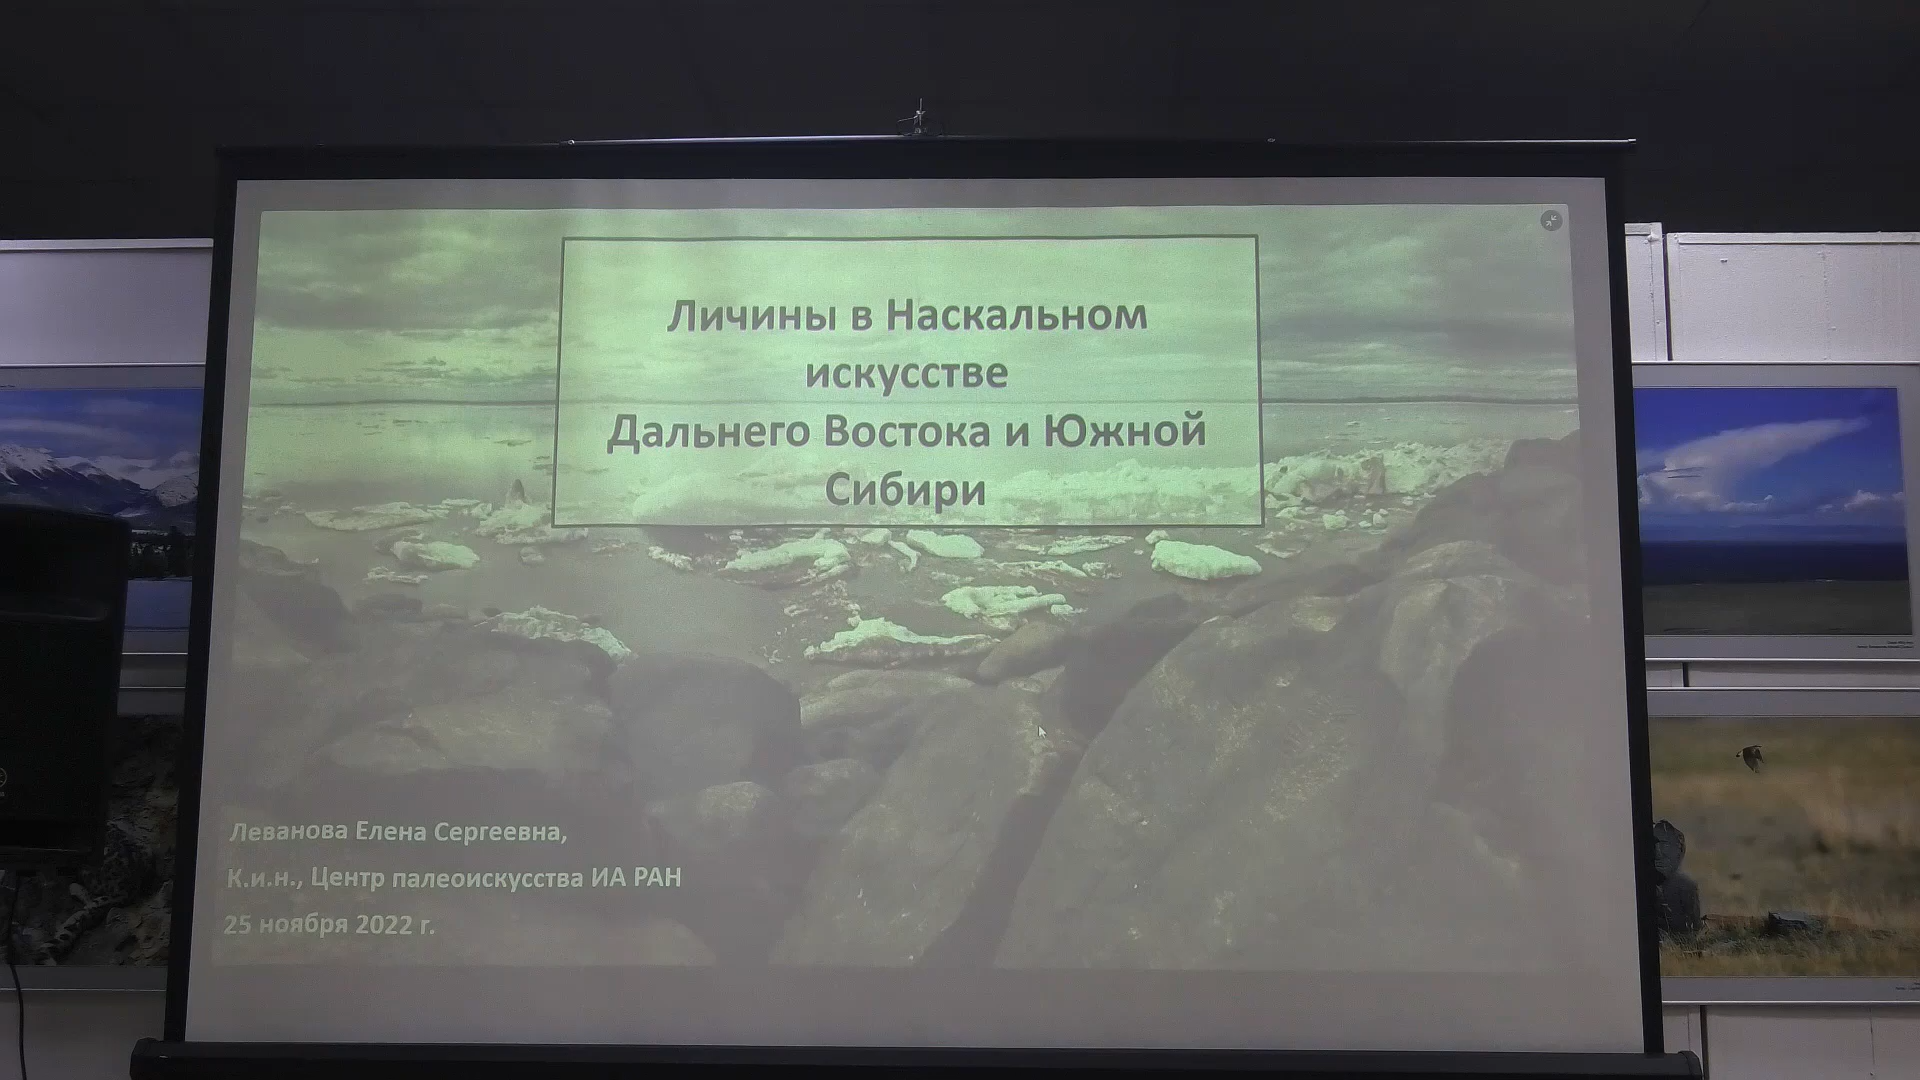 Личины в Наскальном
искусстве
Дальнего Востока и Южной
Сибири
Леванова Елена Сергеевна,
К.и.н., Центр палеоискусства ИА РАН
25 ноября 2022 г.